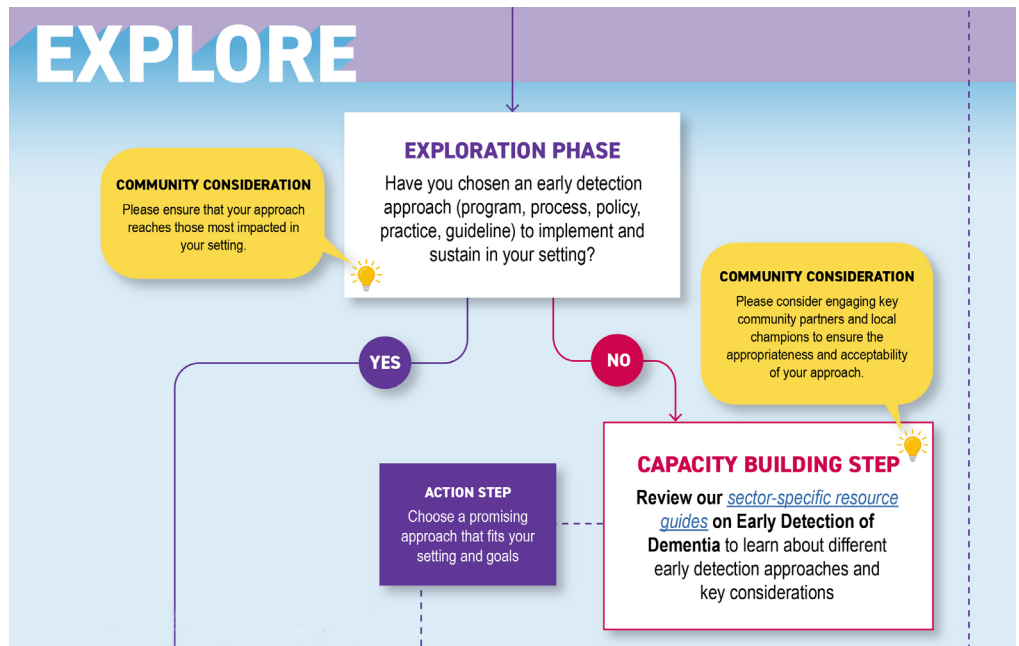 EXPLORE
EXPLORATION PHASE
Have you chosen an early detection
approach (program, process, policy,
practice, guideline) to implement and
sustain in your setting?
COMMUNITY CONSIDERATION
Please ensure that your approach
reaches those most impacted in
your setting.
YES
NO
COMMUNITY CONSIDERATION
Please consider engaging key
community partners and local
champions to ensure the
appropriateness and acceptability
of your approach.
CAPACITY BUILDING STEP
Review our sector-specific resource
guides on Early Detection of
Dementia to learn about different
early detection approaches and
key considerations
ACTION STEP
Choose a promising
approach that fits your
setting and goals